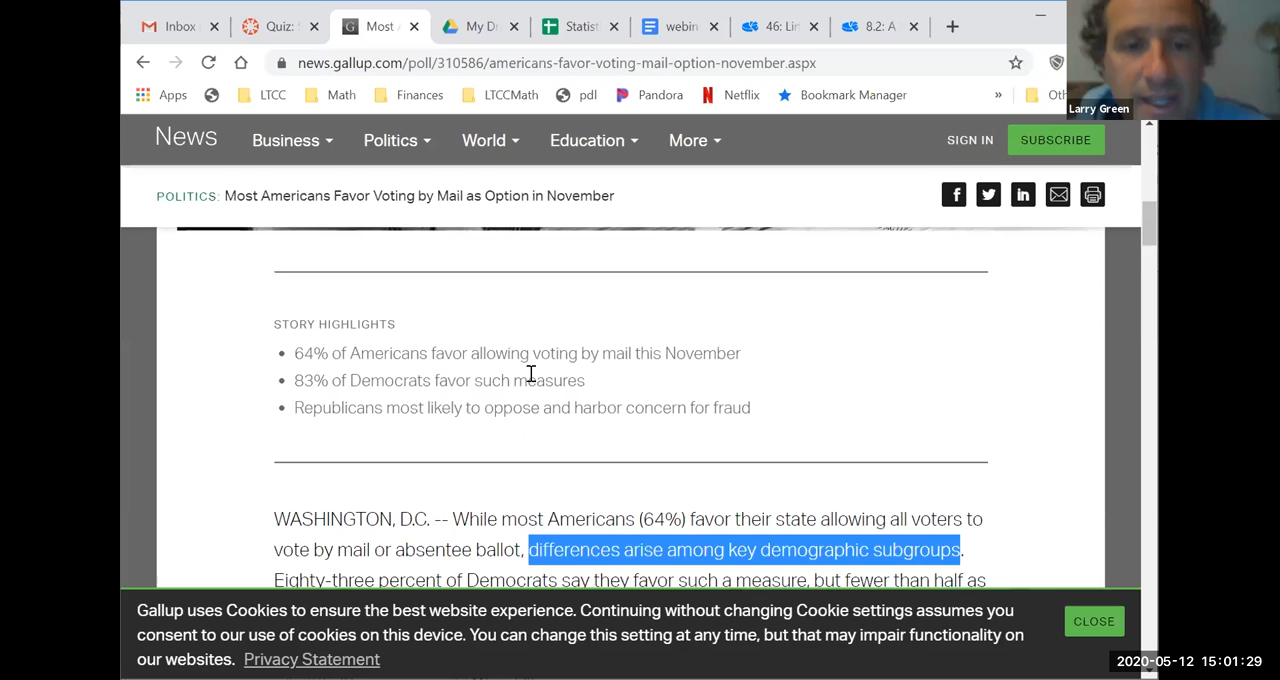 Inbox
Quiz: S
Most A
My Dr
Statist
webin
46: Lin
8.2: A
news.gallup.com/poll/310586/americans-favor-voting-mail-option-november.aspx
Apps
LTCC
Math
Finances
LTCCMath
pdl
Pandora
Netflix
Bookmark Manager
»
Oth
Larry Green
News
Business
Politics
World
Education
More
SIGN IN
SUBSCRIBE
POLITICS: Most Americans Favor Voting by Mail as Option in November
STORY HIGHLIGHTS
• 64% of Americans favor allowing voting by mail this November
• 83% of Democrats favor such measures
• Republicans most likely to oppose and harbor concern for fraud
WASHINGTON, D.C. -- While most Americans (64%) favor their state allowing all voters to
vote by mail or absentee ballot, differences arise among key demographic subgroups.
Eighty-three percent of Democrats say they favor such a measure, but fewer than half as
Gallup uses Cookies to ensure the best website experience. Continuing without changing Cookie settings assumes you
consent to our use of cookies on this device. You can change this setting at any time, but that may impair functionality on
our websites. Privacy Statement
CLOSE
2020-05-12 15:01:29